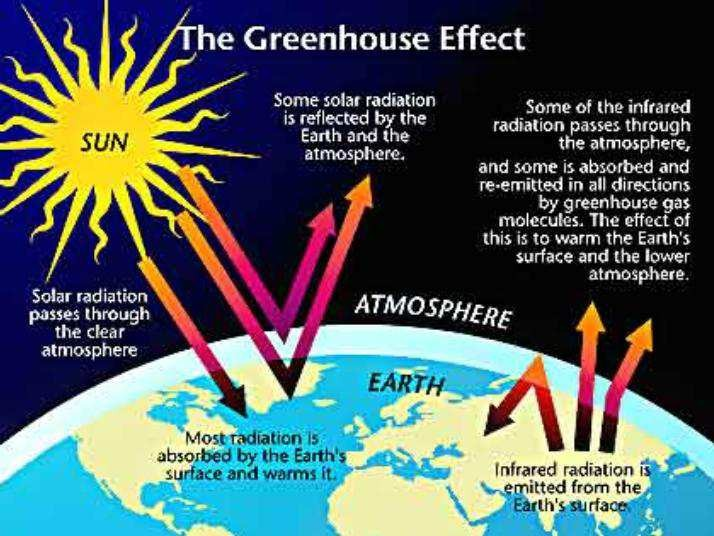 The Greenhouse Effect
SUN
Some solar radiation
is reflected by the
Earth and the
atmosphere.
Some of the infrared
radiation passes through
the atmosphere,
and some is absorbed and
re-emitted in all directions
by greenhouse gas
molecules. The effect of
this is to warm the Earth's
surface and the lower
atmosphere.
Solar radiation
passes through
the clear
atmosphere
ATMOSPHERE
EARTH
Most radiation is
absorbed by the Earth's
surface and warms it.
Infrared radiation is
emitted from the
Earth's surface.